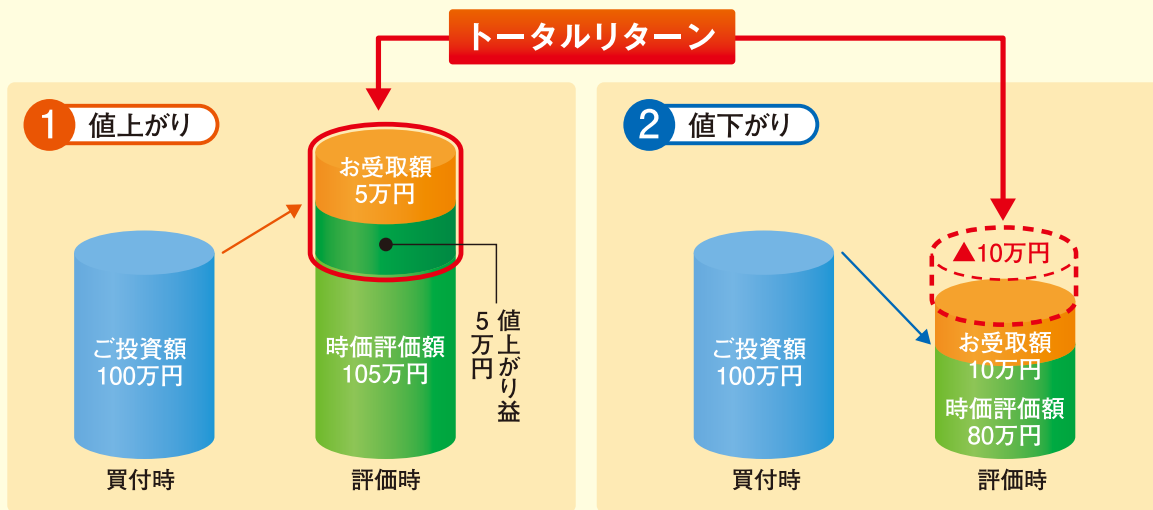 トータルリターン
1 値上がり
お受取額
5万円
ご投資額
100万円
時価評価額
105万円
値上がり益
5万円
買付時
評価時
2 値下がり
▲10万円
ご投資額
100万円
お受取額
10万円
時価評価額
80万円
買付時
評価時